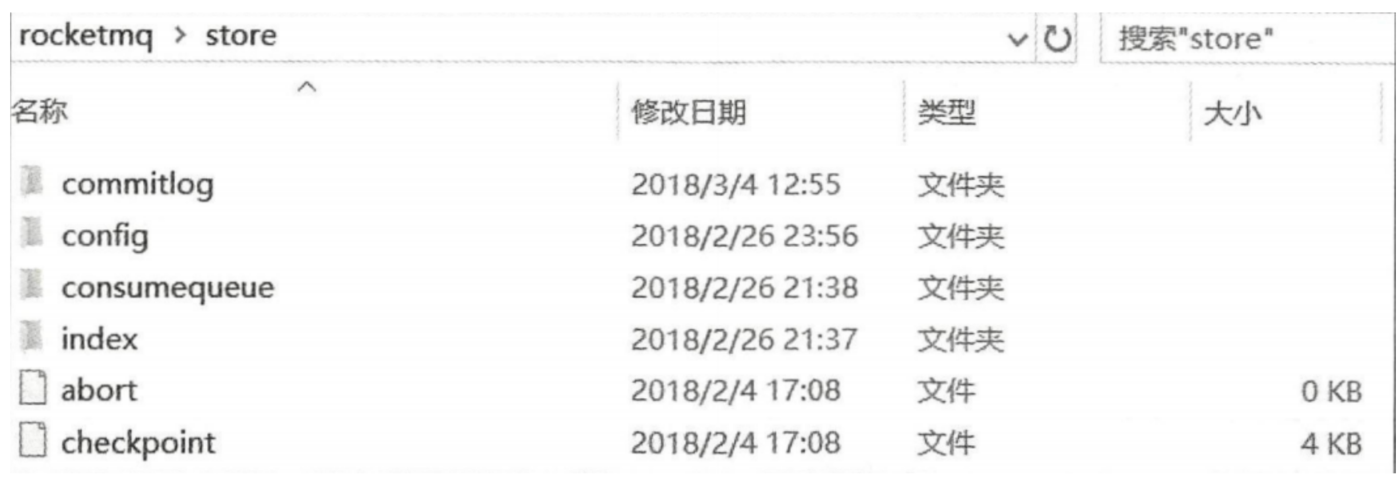 rocketmq > store 搜索"store"
名称 修改日期 类型 大小
commitlog 2018/3/4 12:55 文件夹
config 2018/2/26 23:56 文件夹
consumequeue 2018/2/26 21:38 文件夹
index 2018/2/26 21:37 文件夹
abort 2018/2/4 17:08 文件 0 KB
checkpoint 2018/2/4 17:08 文件 4 KB